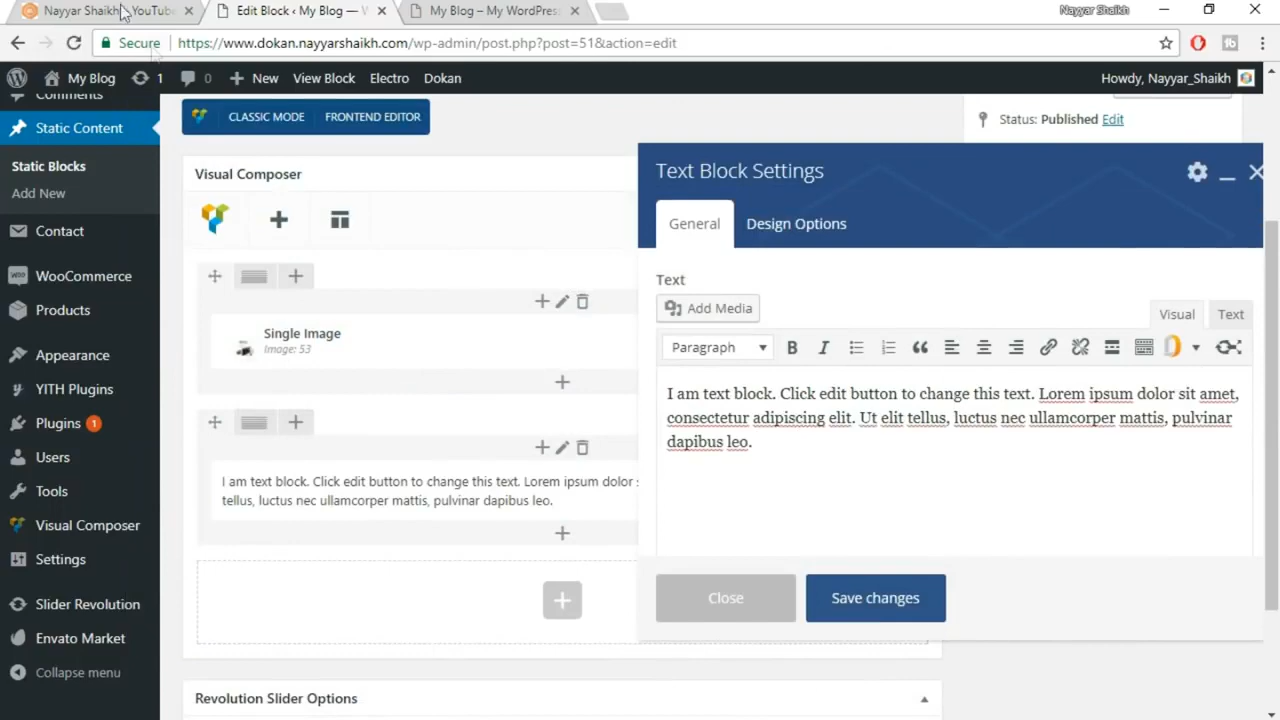 Nayyar Shaikh - YouTube
Edit Block ‹ My Blog — W
My Blog – My WordPress
Nayyar Shaikh
Secure
https://www.dokan.nayyarshaikh.com/wp-admin/post.php?post=51&action=edit
My Blog
1
0
New
View Block
Electro
Dokan
Howdy, Nayyar_Shaikh
Comments
Static Content
Static Blocks
Add New
Contact
WooCommerce
Products
Appearance
YITH Plugins
Plugins 1
Users
Tools
Visual Composer
Settings
Slider Revolution
Envato Market
Collapse menu
CLASSIC MODE
FRONTEND EDITOR
Status: Published Edit
Visual Composer
Single Image
Image: 53
I am text block. Click edit button to change this text. Lorem ipsum dolor
tellus, luctus nec ullamcorper mattis, pulvinar dapibus leo.
Revolution Slider Options
Text Block Settings
General
Design Options
Text
Add Media
Visual
Text
Paragraph
I am text block. Click edit button to change this text. Lorem ipsum dolor sit amet,
consectetur adipiscing elit. Ut elit tellus, luctus nec ullamcorper mattis, pulvinar
dapibus leo.
Close
Save changes